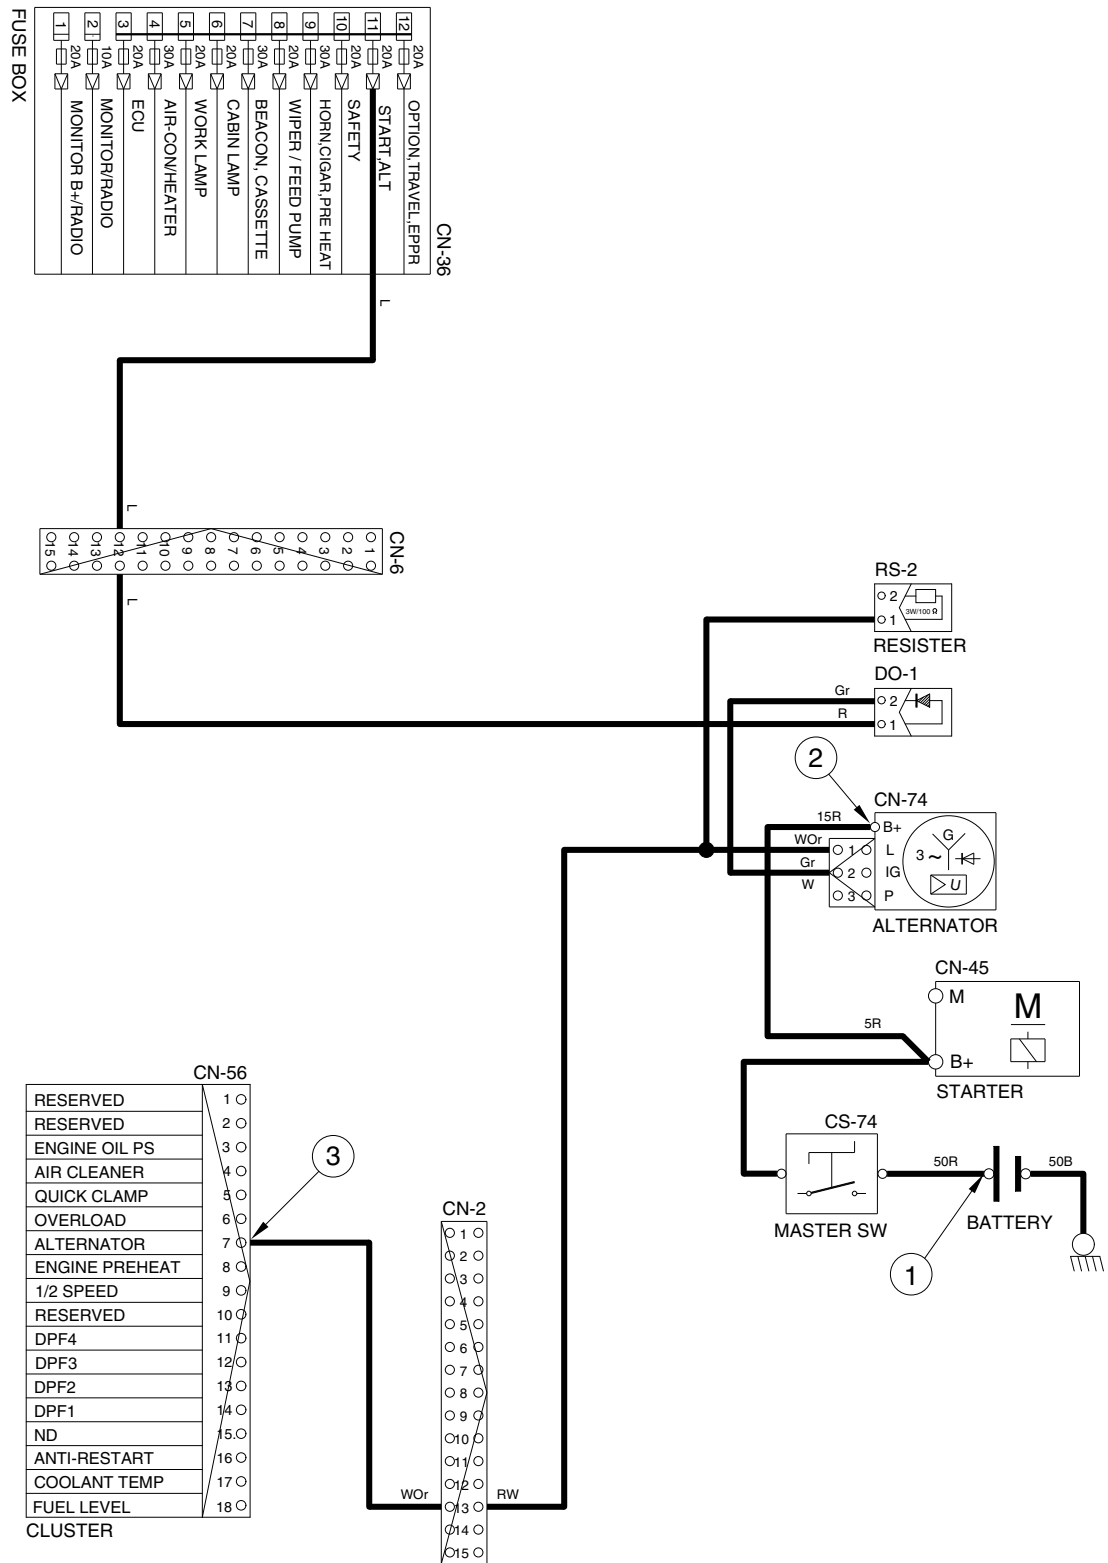 FUSE BOX
CN-36
1 20A MONITOR B+/RADIO
2 10A MONITOR/RADIO
3 20A ECU
4 30A AIR-CON/HEATER
5 20A WORK LAMP
6 20A CABIN LAMP
7 30A BEACON, CASSETTE
8 20A WIPER / FEED PUMP
9 30A HORN,CIGAR,PRE HEAT
10 20A SAFETY
11 20A START,ALT
12 20A OPTION,TRAVEL,EPPR
L
L
CN-6
15 14 13 12 11 10 9 8 7 6 5 4 3 2 1
L
RS-2
2
3W/100 Ω
1
RESISTER
DO-1
Gr
2
R
1
2
CN-74
15R
B+
WOr
1 L
Gr
2 IG
W
3 P
G
3 ~
U
ALTERNATOR
CN-45
M
M
5R
B+
STARTER
CS-74
MASTER SW
50R
50B
BATTERY
1
CN-56
RESERVED 1
RESERVED 2
ENGINE OIL PS 3
AIR CLEANER 4
QUICK CLAMP 5
OVERLOAD 6
ALTERNATOR 7
ENGINE PREHEAT 8
1/2 SPEED 9
RESERVED 10
DPF4 11
DPF3 12
DPF2 13
DPF1 14
ND 15.
ANTI-RESTART 16
COOLANT TEMP 17
FUEL LEVEL 18
CLUSTER
3
CN-2
1
2
3
4
5
6
7
8
9
10
11
12
WOr 13 RW
14
15